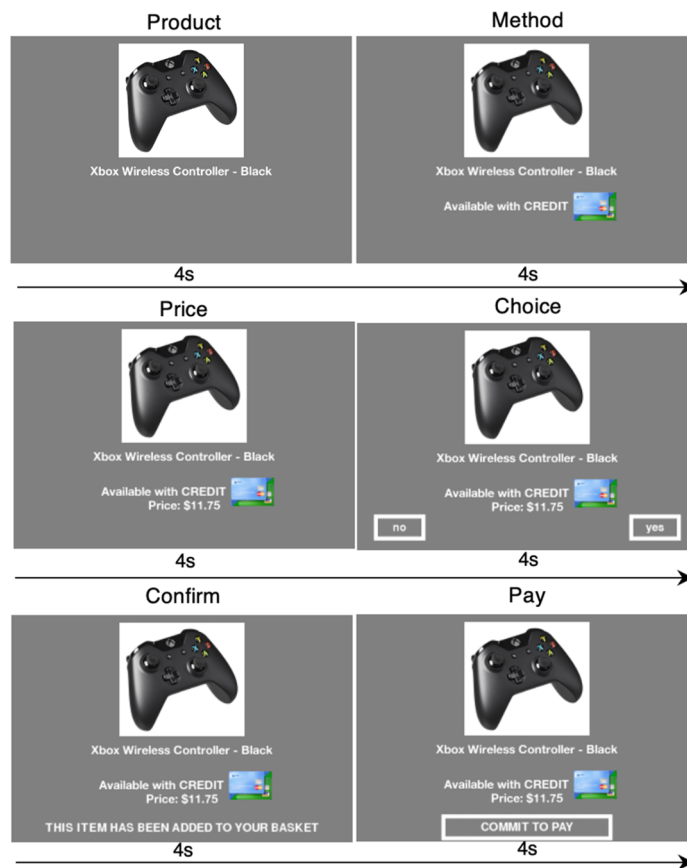 Product
Method
Xbox Wireless Controller - Black
Xbox Wireless Controller - Black
Available with CREDIT
4s
4s
Price
Choice
Xbox Wireless Controller - Black
Xbox Wireless Controller - Black
Available with CREDIT
Price: $11.75
Available with CREDIT
Price: $11.75
no
yes
4s
4s
Confirm
Pay
Xbox Wireless Controller - Black
Xbox Wireless Controller - Black
Available with CREDIT
Price: $11.75
Available with CREDIT
Price: $11.75
THIS ITEM HAS BEEN ADDED TO YOUR BASKET
COMMIT TO PAY
4s
4s